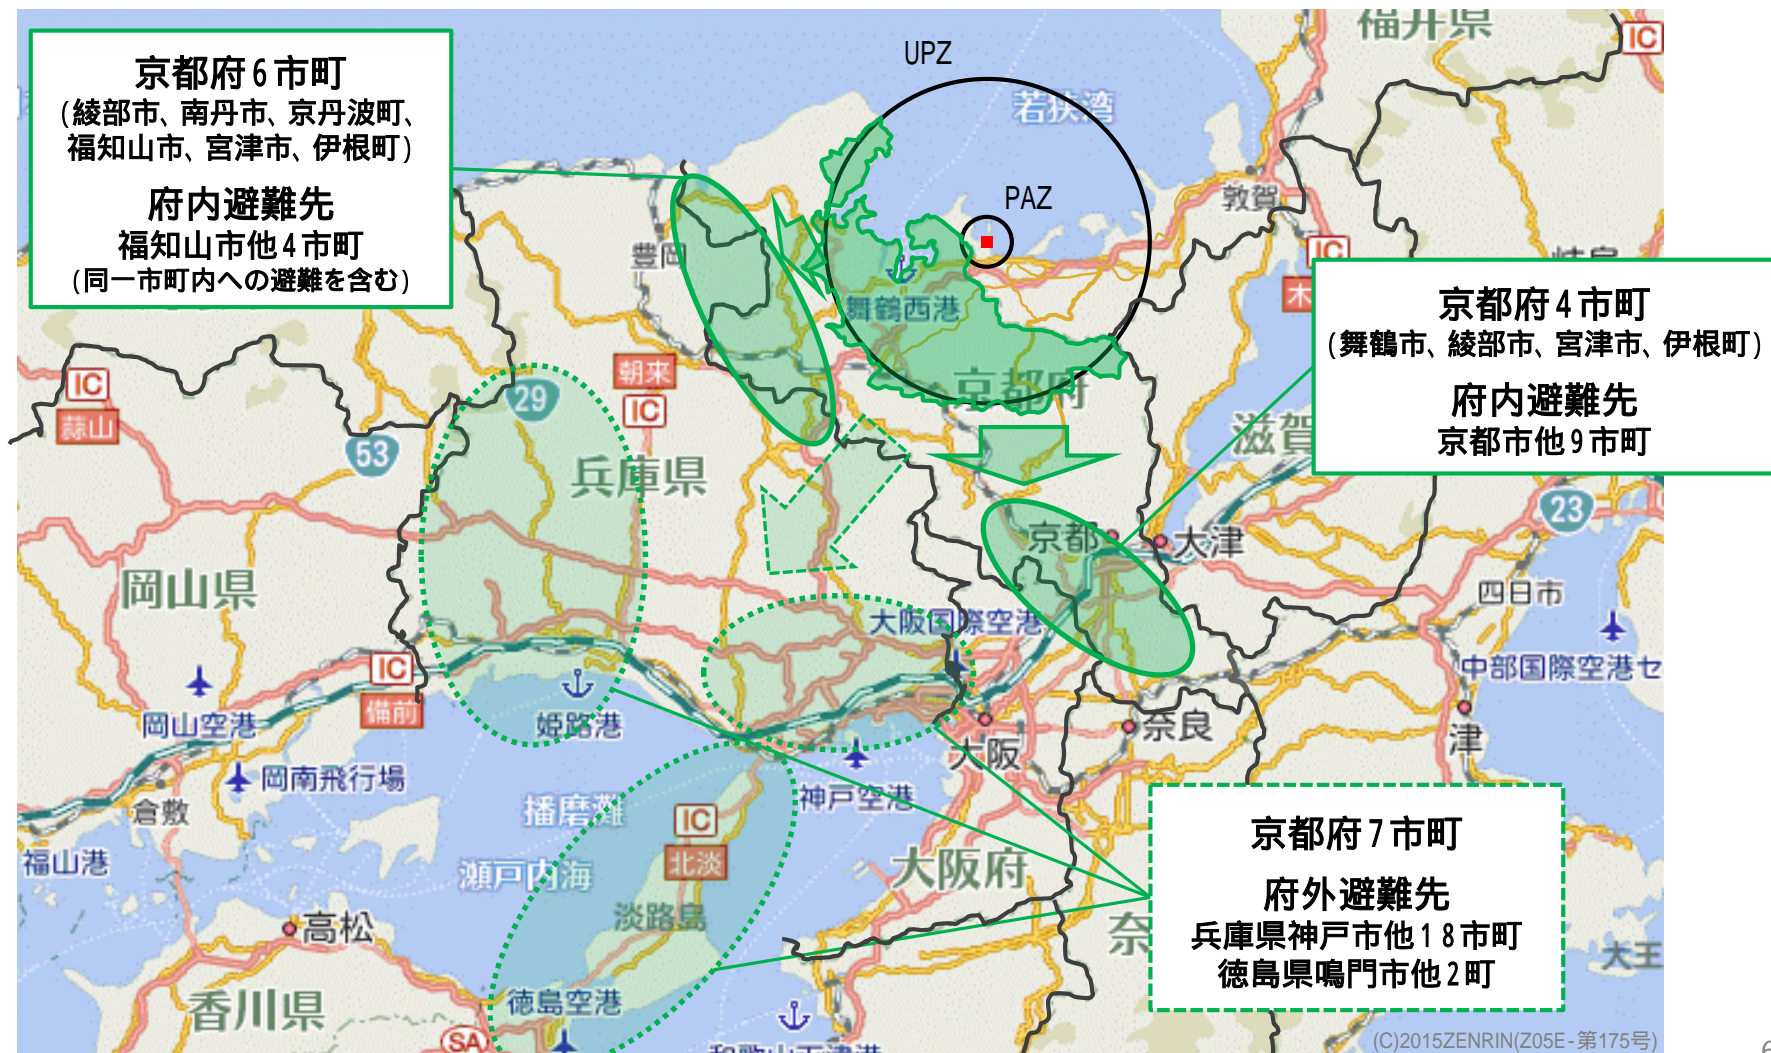 京都府6市町
(綾部市、南丹市、京丹波町、
福知山市、宮津市、伊根町)
府内避難先
福知山市他4市町
(同一市町内への避難を含む)
UPZ
PAZ
若狭湾
福井県
IC
敦賀
IC
木
豊岡
舞鶴西港
京都府
京都府4市町
(舞鶴市、綾部市、宮津市、伊根町)
府内避難先
京都市他9市町
滋賀
朝来
IC
IC
蒜山
29
53
兵庫県
23
京都
大津
岡山県
四日市
大阪国際空港
中部国際空港セ
IC
備前
岡山空港
姫路港
奈良
津
大阪
岡南飛行場
倉敷
神戸空港
播磨灘
IC
北淡
福山港
瀬戸内海
大阪府
淡路島
高松
奈
大王
京都府7市町
府外避難先
兵庫県神戸市他18市町
徳島県鳴門市他2町
香川県
徳島空港
SA
(C)2015ZENRIN(Z05E-第175号)